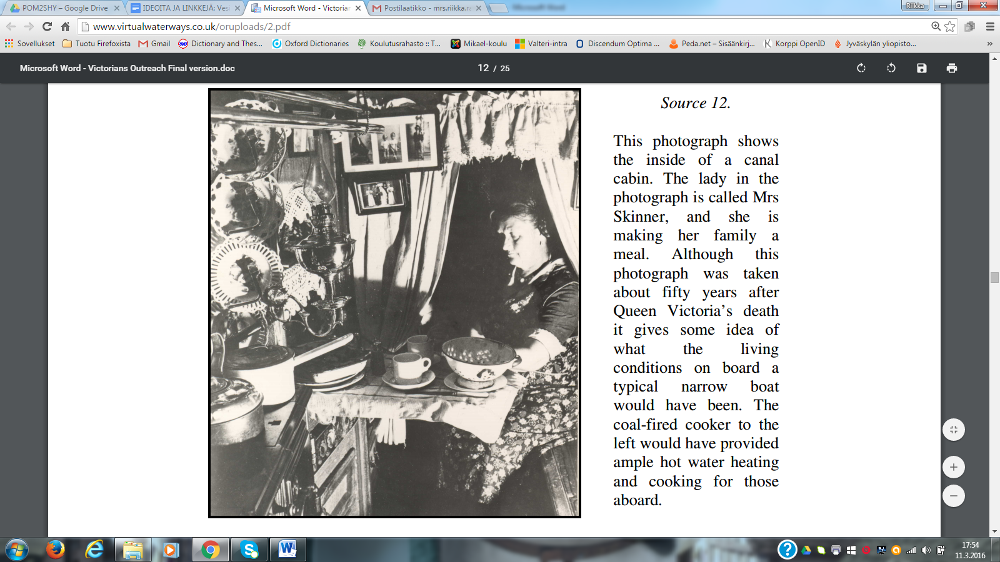 POM2SHY – Google Drive
IDEOITA JA LINKKEJÄ: Vesi
Microsoft Word - Victorian
Postilaatikko - mrs.riikka.ra
Riikka
www.virtualwaterways.co.uk/oruploads/2.pdf
Sovellukset
Tuotu Firefoxista
Gmail
Dictionary and Thes...
Oxford Dictionaries
Koulutusrahasto :: T...
Mikael-koulu
Valteri-intra
Discendum Optima ...
Peda.net – Sisäänkirj...
Korppi OpenID
Jyväskylän yliopisto...
»
Microsoft Word - Victorians Outreach Final version.doc
12 / 25
Source 12.
This photograph shows
the inside of a canal
cabin. The lady in the
photograph is called Mrs
Skinner, and she is
making her family a
meal. Although this
photograph was taken
about fifty years after
Queen Victoria's death
it gives some idea of
what the living
conditions on board a
typical narrow boat
would have been. The
coal-fired cooker to the
left would have provided
ample hot water heating
and cooking for those
aboard.
17:54
11.3.2016